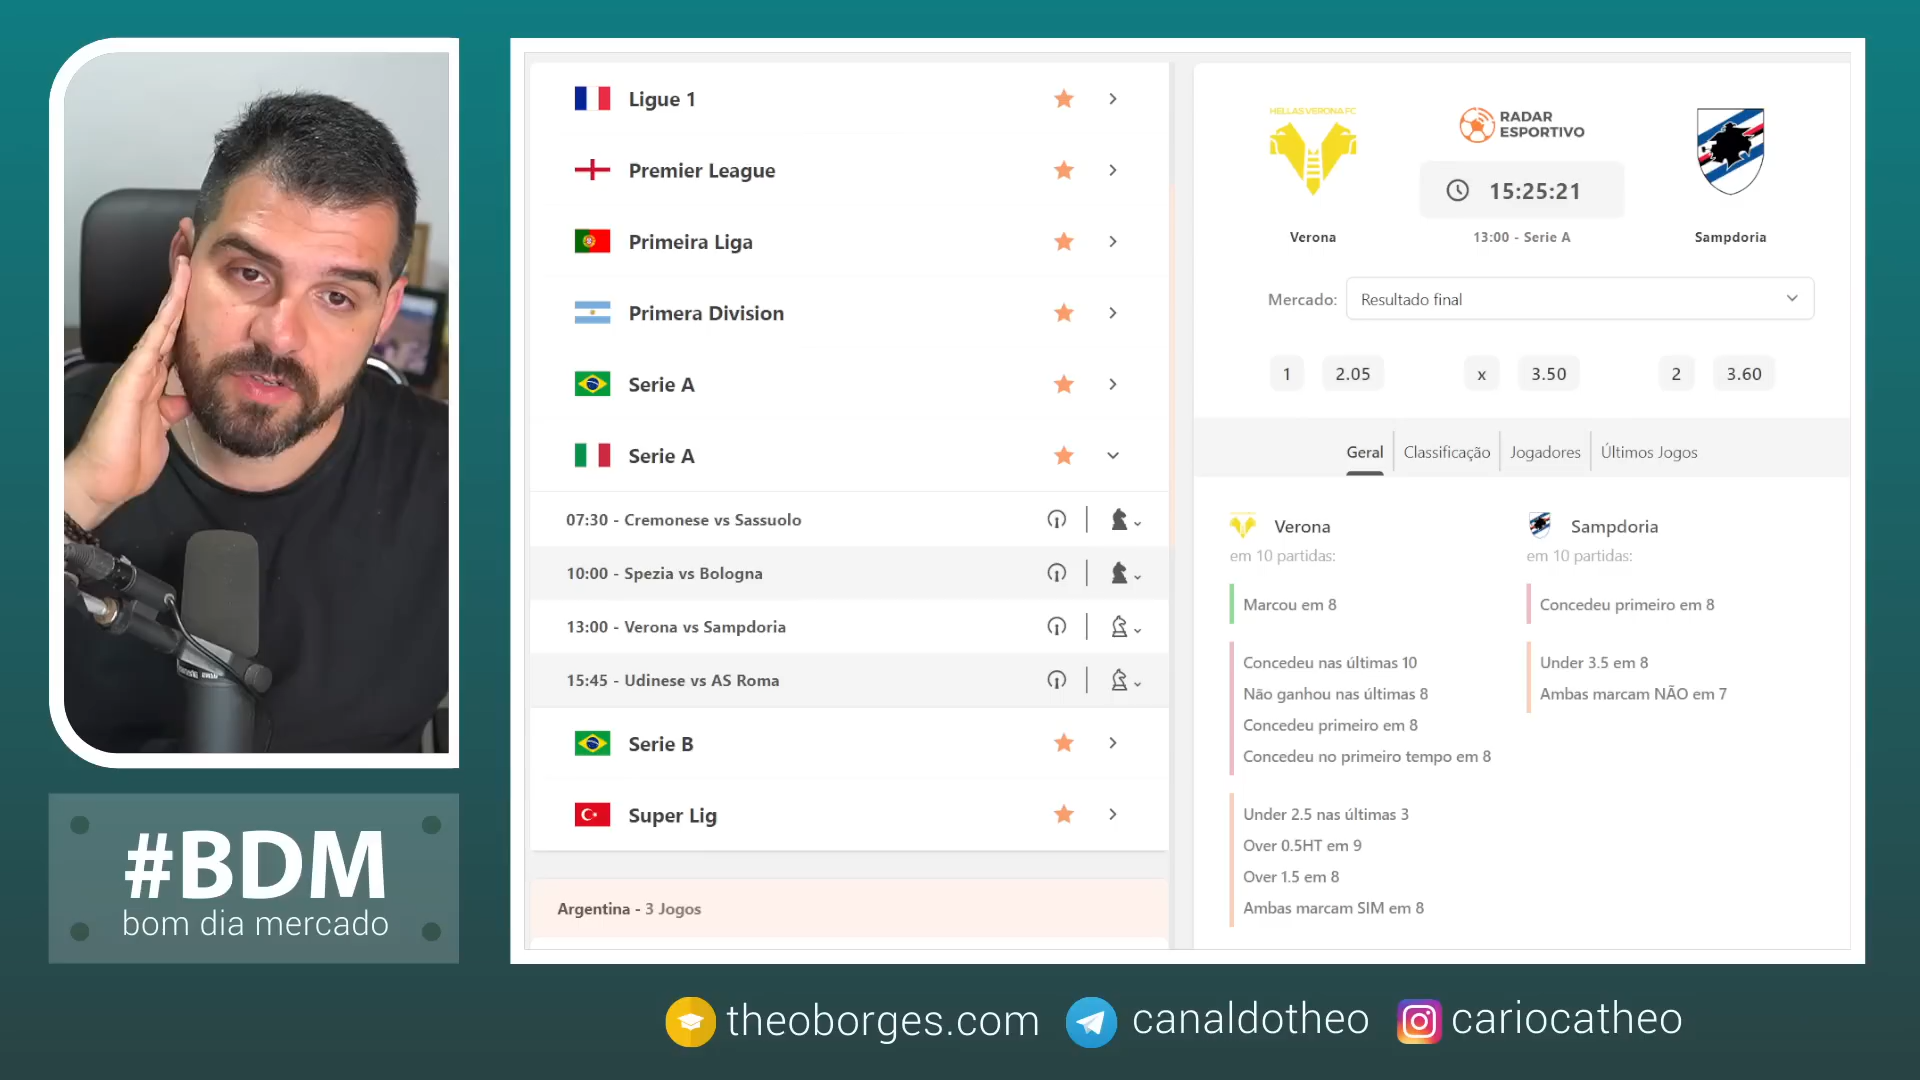 Ligue 1
Premier League
Primeira Liga
Primera Division
Serie A
Serie A
07:30 - Cremonese vs Sassuolo
10:00 - Spezia vs Bologna
13:00 - Verona vs Sampdoria
15:45 - Udinese vs AS Roma
Serie B
Super Lig
Argentina - 3 Jogos
HELLAS VERONA FC
RADAR
ESPORTIVO
15:25:21
Verona
13:00 - Serie A
Sampdoria
Mercado: Resultado final
1 2.05 x 3.50 2 3.60
Geral Classificação Jogadores Últimos Jogos
Verona
em 10 partidas:
Marcou em 8
Concedeu nas últimas 10
Não ganhou nas últimas 8
Concedeu primeiro em 8
Concedeu no primeiro tempo em 8
Under 2.5 nas últimas 3
Over 0.5HT em 9
Over 1.5 em 8
Ambas marcam SIM em 8
Sampdoria
em 10 partidas:
Concedeu primeiro em 8
Under 3.5 em 8
Ambas marcam NÃO em 7
#BDM
bom dia mercado
theoborges.com canaldotheo cariocatheo